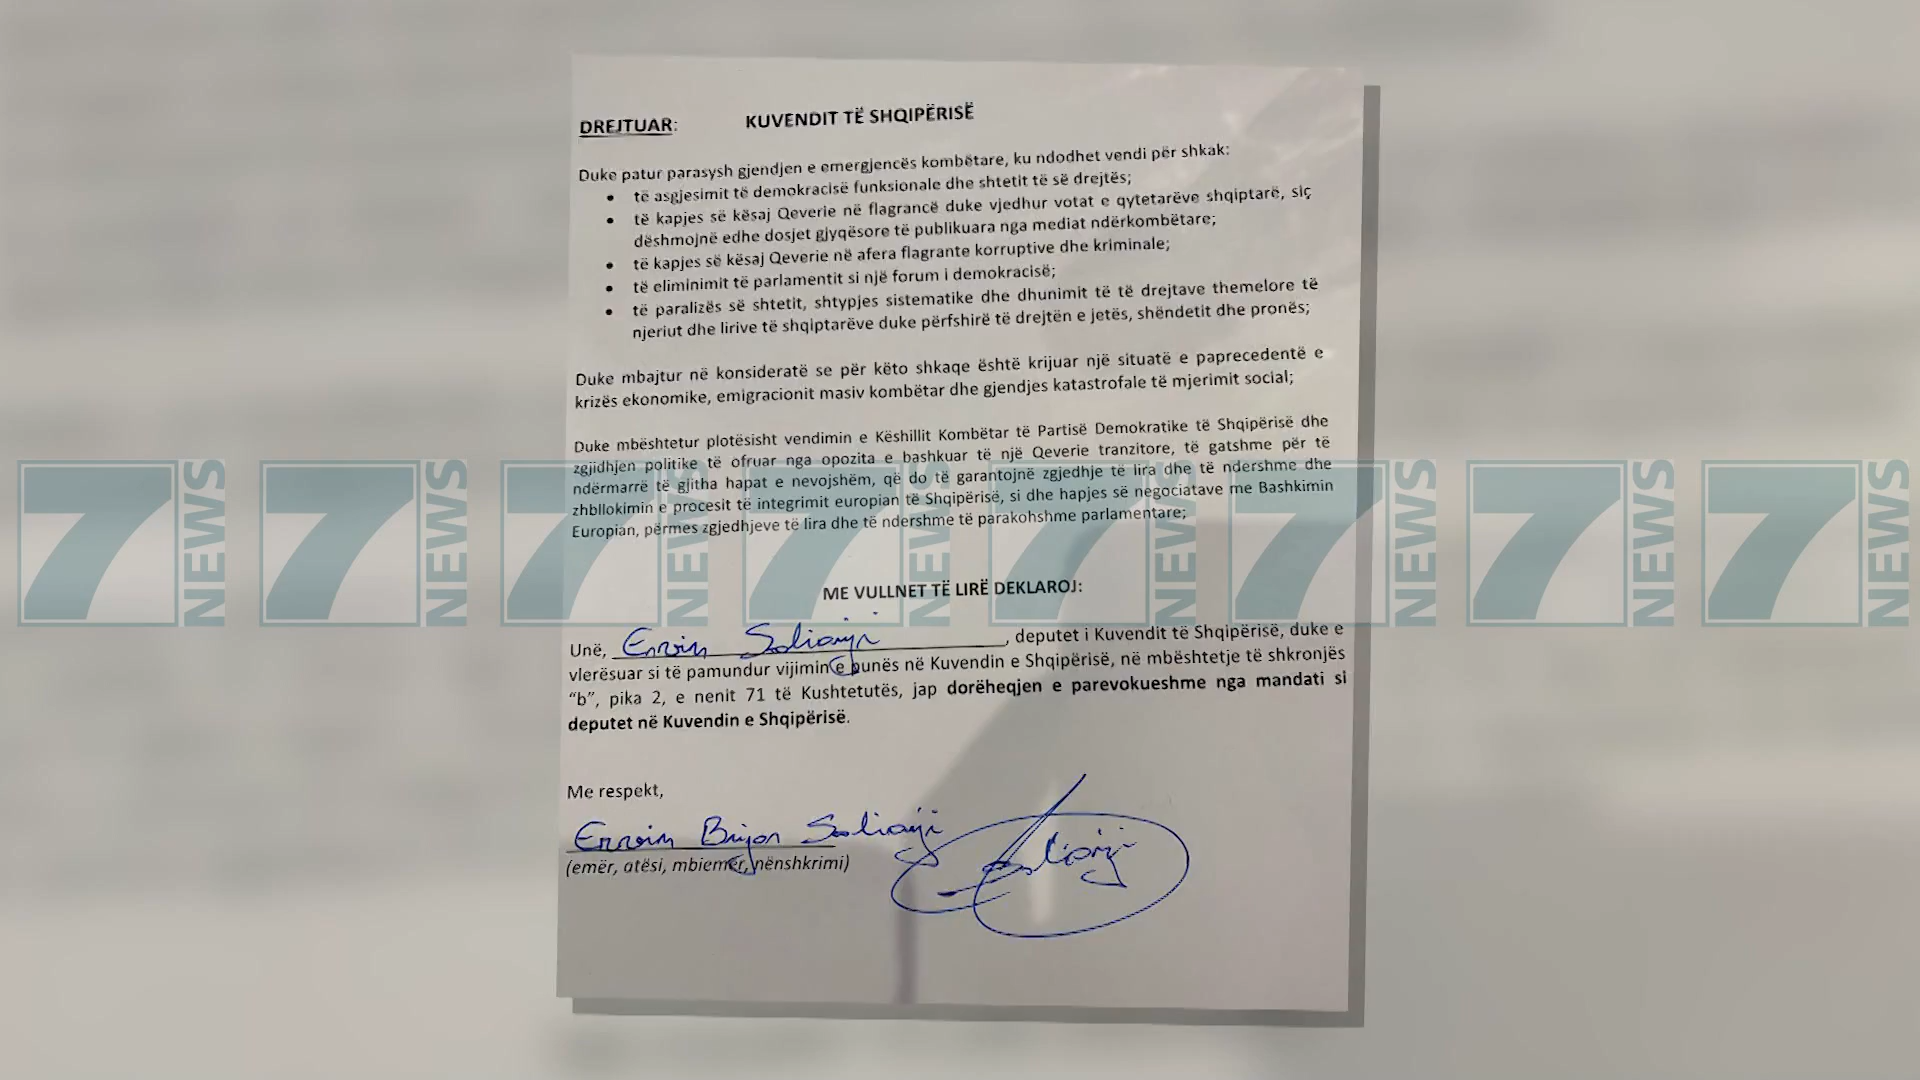 DREJTUAR: KUVENDIT TË SHQIPËRISË
Duke patur parasysh gjendjen e emergjencës kombëtare, ku ndodhet vendi për shkak:
• të asgjesimit të demokracisë funksionale dhe shtetit të së drejtës;
• të kapjes së kësaj Qeverie në flagrancë duke vjedhur votat e qytetarëve shqiptarë, siç
dëshmojnë edhe dosjet gjyqësore të publikuara nga mediat ndërkombëtare;
• të kapjes së kësaj Qeverie në afera flagrante korruptive dhe kriminale;
• të eliminimit të parlamentit si një forum i demokracisë;
• të paralizës së shtetit, shtypjes sistematike dhe dhunimit të të drejtave themelore të
njeriut dhe lirive të shqiptarëve duke përfshirë të drejtën e jetës, shëndetit dhe pronës;
Duke mbajtur në konsideratë se për këto shkaqe është krijuar një situatë e paprecedentë e
krizës ekonomike, emigracionit masiv kombëtar dhe gjendjes katastrofale të mjerimit social;
Duke mbështetur plotësisht vendimin e Këshillit Kombëtar të Partisë Demokratike të Shqipërisë dhe
zgjidhjen politike të ofruar nga opozita e bashkuar të një Qeverie tranzitore, të gatshme për të
ndërmarrë të gjitha hapat e nevojshëm, që do të garantojnë zgjedhje të lira dhe të ndershme dhe
zhbllokimin e procesit të integrimit europian të Shqipërisë, si dhe hapjes së negociatave me Bashkimin
Europian, përmes zgjedhjeve të lira dhe të ndershme të parakohshme parlamentare;
7 NEWS 7 NEWS 7 NEWS 7 NEWS 7 NEWS 7 NEWS 7 NEWS 7 NEWS
ME VULLNET TË LIRË DEKLAROJ:
Unë, Ervin Salianji, deputet i Kuvendit të Shqipërisë, duke e
vlerësuar si të pamundur vijimin e punës në Kuvendin e Shqipërisë, në mbështetje të shkronjës
“b”, pika 2, e nenit 71 të Kushtetutës, jap dorëheqjen e parevokueshme nga mandati si
deputet në Kuvendin e Shqipërisë.
Me respekt,
Ervin Bujar Salianji Salianji
(emër, atësi, mbiemër, nënshkrimi)